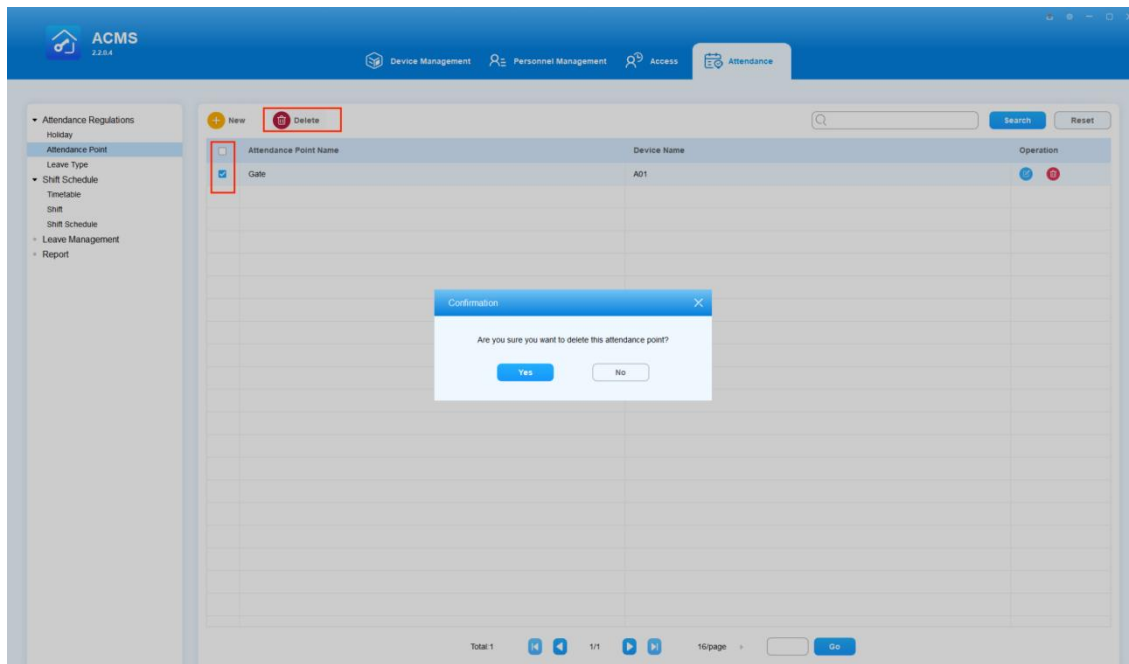 ACMS
2.2.0.4
Device Management Personnel Management Access Attendance
Attendance Regulations
Holiday
Attendance Point
Leave Type
Shift Schedule
Timetable
Shift
Shift Schedule
Leave Management
Report
New Delete Search Reset
Attendance Point Name Device Name Operation
Gate A01
Confirmation
Are you sure you want to delete this attendance point?
Yes No
Total:1 1/1 16/page Go